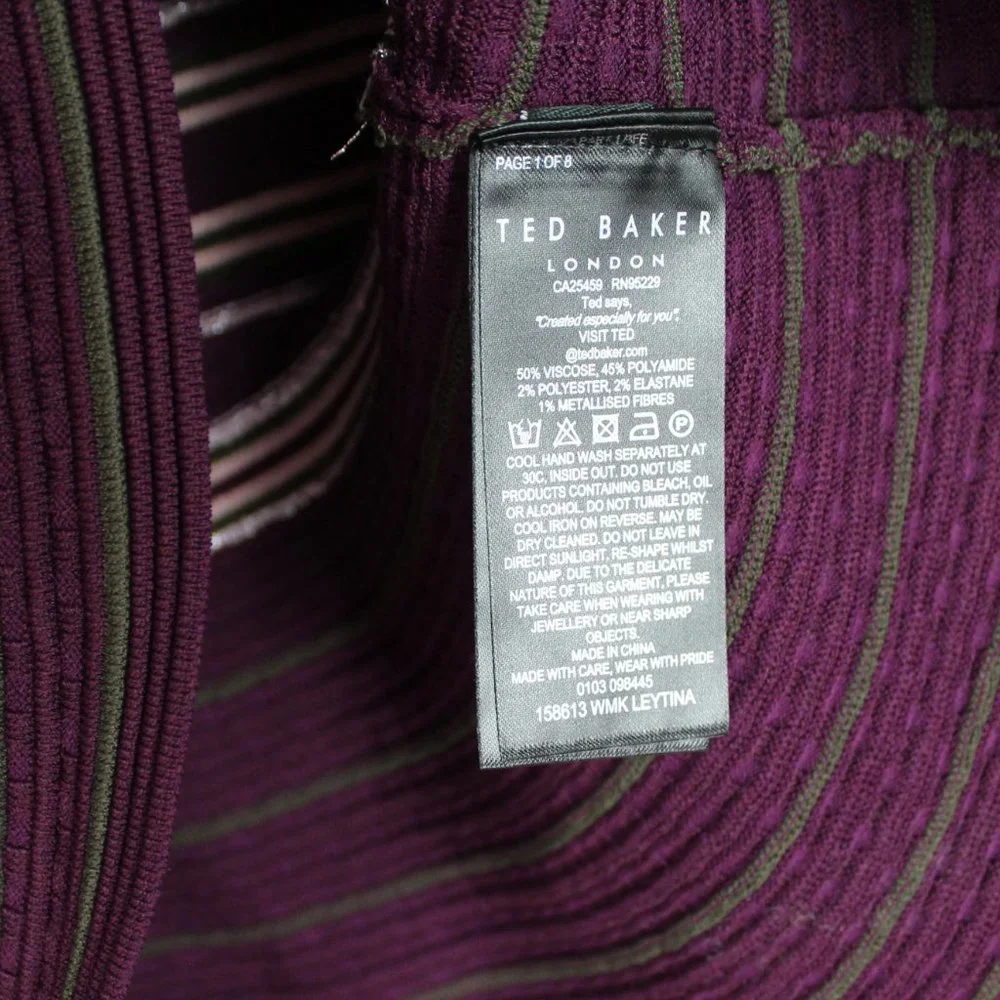 PAGE 1 OF 8
TED BAKER
LONDON
CA25459 RN95229
Ted says,
"Created especially for you".
VISIT TED
@tedbaker.com
50% VISCOSE, 45% POLYAMIDE
2% POLYESTER, 2% ELASTANE
1% METALLISED FIBRES
COOL HAND WASH SEPARATELY AT
30C, INSIDE OUT. DO NOT USE
PRODUCTS CONTAINING BLEACH, OIL
OR ALCOHOL. DO NOT TUMBLE DRY.
COOL IRON ON REVERSE. MAY BE
DRY CLEANED. DO NOT LEAVE IN
DIRECT SUNLIGHT. RE-SHAPE WHILST
DAMP. DUE TO THE DELICATE
NATURE OF THIS GARMENT, PLEASE
TAKE CARE WHEN WEARING WITH
JEWELLERY OR NEAR SHARP
OBJECTS.
MADE IN CHINA
MADE WITH CARE, WEAR WITH PRIDE
0103 098445
158613 WMK LEYTINA